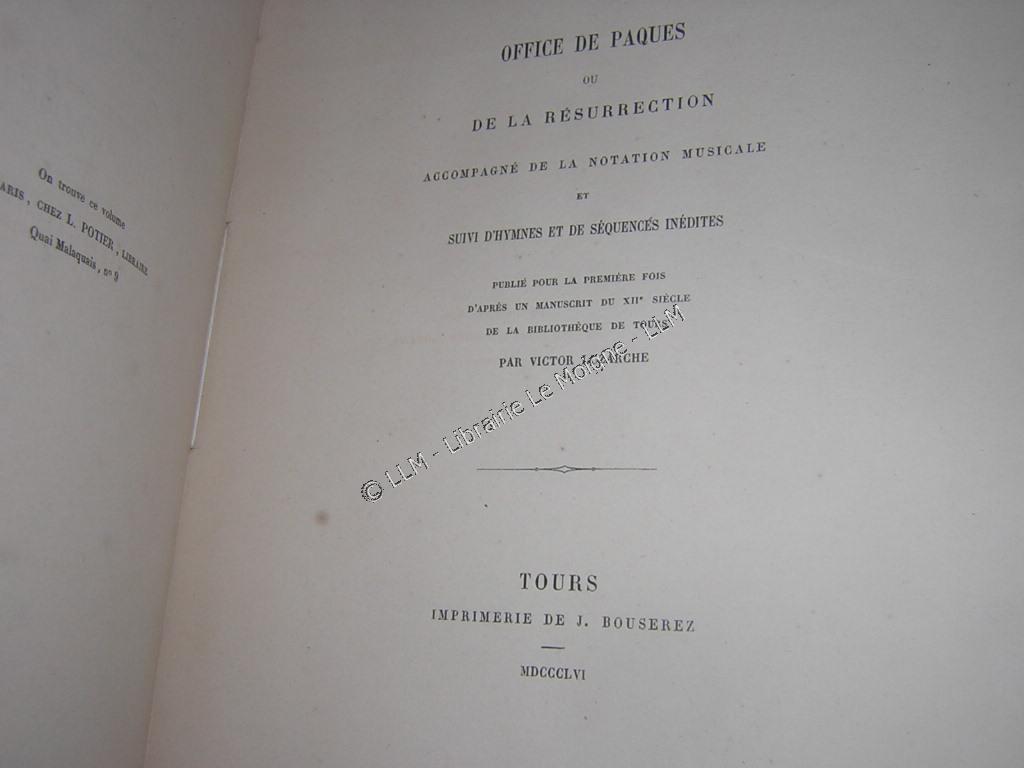 On trouve ce volume
CHEZ L. POTIER, LIBRAIRE
Quai Malaquais, nº 9
OFFICE DE PAQUES
OU
DE LA RÉSURRECTION
ACCOMPAGNÉ DE LA NOTATION MUSICALE
ET
SUIVI D'HYMNES ET DE SÉQUENCES INÉDITES
PUBLIÉ POUR LA PREMIÈRE FOIS
D'APRÈS UN MANUSCRIT DU XIIe SIÈCLE
DE LA BIBLIOTHÈQUE DE TOURS
PAR VICTOR LUZARCHE
© LLM - Librairie Le Moigne - LLM
TOURS
IMPRIMERIE DE J. BOUSEREZ
MDCCCLVI